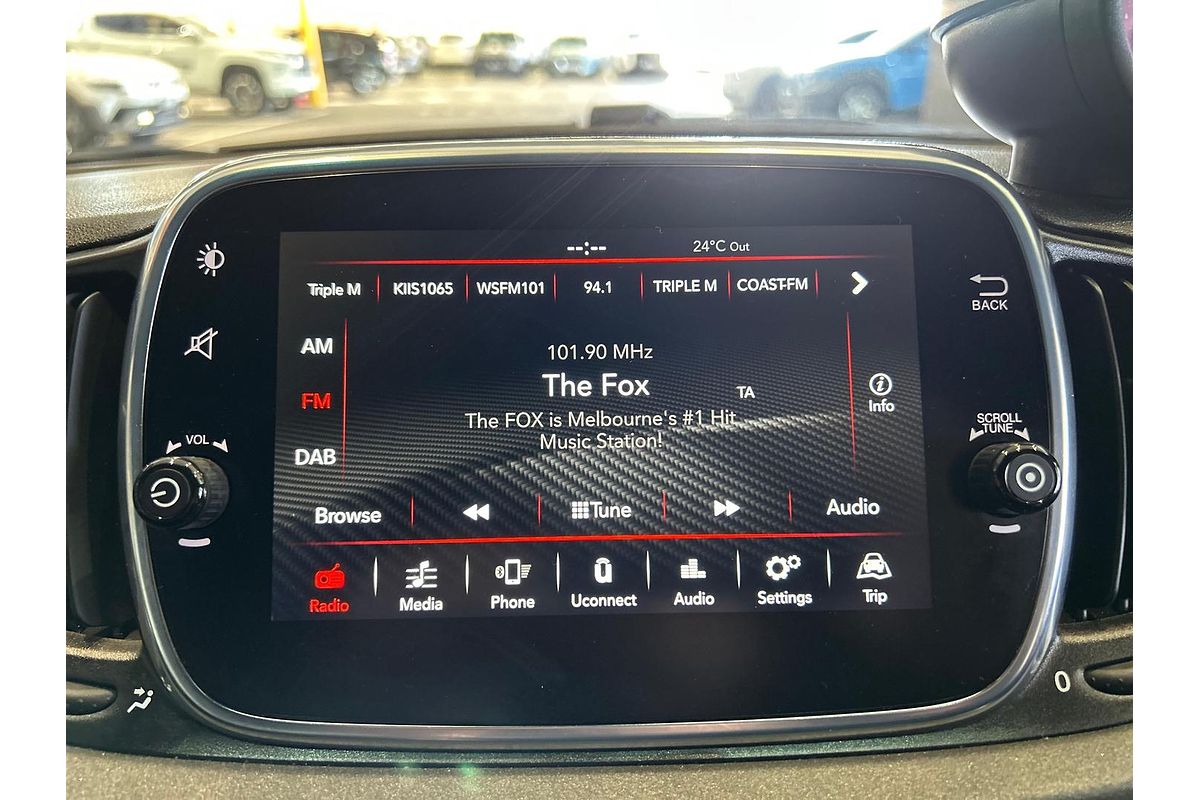 --:-- 24°C Out
Triple M KIIS1065 WSFM101 94.1 TRIPLE M COAST-FM
BACK
AM
101.90 MHz
FM
The Fox
TA
Info
The FOX is Melbourne's #1 Hit
Music Station!
SCROLL
TUNE
VOL
DAB
Browse Tune Audio
Radio Media Phone Uconnect Audio Settings Trip
0